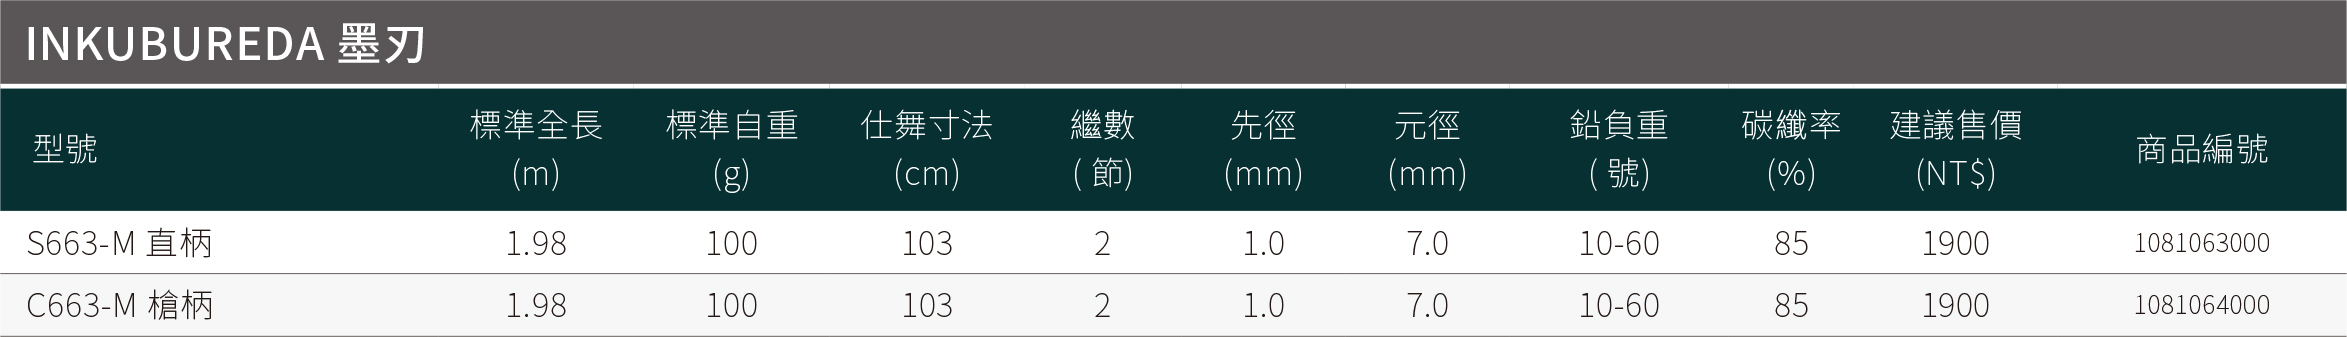 INKUBUREDA 墨刃
型號 標準全長 (m) 標準自重 (g) 仕舞寸法 (cm) 繼數 ( 節) 先徑 (mm) 元徑 (mm) 鉛負重 ( 號) 碳纖率 (%) 建議售價 (NT$) 商品編號
S663-M 直柄 1.98 100 103 2 1.0 7.0 10-60 85 1900 1081063000
C663-M 槍柄 1.98 100 103 2 1.0 7.0 10-60 85 1900 1081064000